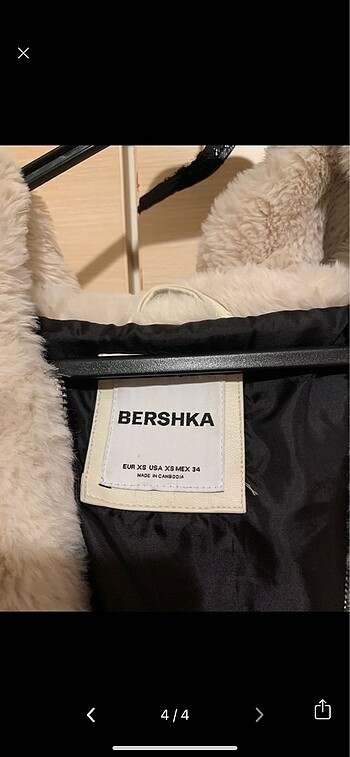 BERSHKA
EUR XS USA XS MEX 34
MADE IN CAMBODIA
4/4